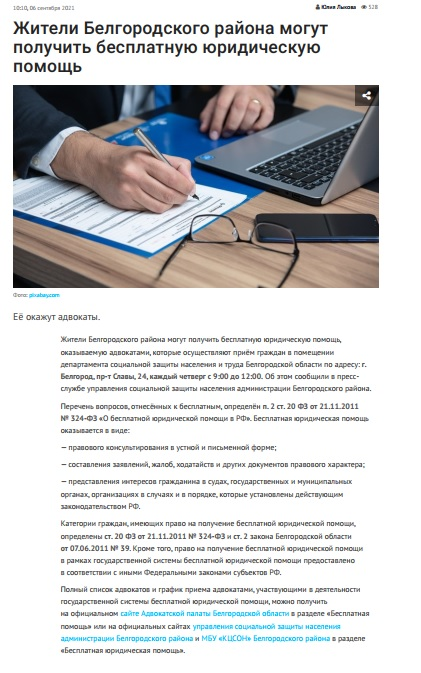 10:10, 06 сентября 2021
Юлия Лыкова 528
Жители Белгородского района могут
получить бесплатную юридическую
помощь
Фото: pixabay.com
Её окажут адвокаты.
Жители Белгородского района могут получить бесплатную юридическую помощь,
оказываемую адвокатами, которые осуществляют приём граждан в помещении
департамента социальной защиты населения и труда Белгородской области по адресу: г.
Белгород, пр-т Славы, 24, каждый четверг с 9:00 до 12:00. Об этом сообщили в пресс-
службе управления социальной защиты населения администрации Белгородского района.
Перечень вопросов, отнесённых к бесплатным, определён п. 2 ст. 20 ФЗ от 21.11.2011
№ 324-ФЗ «О бесплатной юридической помощи в РФ». Бесплатная юридическая помощь
оказывается в виде:
— правового консультирования в устной и письменной форме;
— составления заявлений, жалоб, ходатайств и других документов правового характера;
— представления интересов гражданина в судах, государственных и муниципальных
органах, организациях в случаях и в порядке, которые установлены действующим
законодательством РФ.
Категории граждан, имеющих право на получение бесплатной юридической помощи,
определены ст. 20 ФЗ от 21.11.2011 № 324-ФЗ и ст. 2 закона Белгородской области
от 07.06.2011 № 39. Кроме того, право на получение бесплатной юридической помощи
в рамках государственной системы бесплатной юридической помощи предоставлено
в соответствии с иными Федеральными законами субъектов РФ.
Полный список адвокатов и график приема адвокатами, участвующими в деятельности
государственной системы бесплатной юридической помощи, можно получить
на официальном сайте Адвокатской палаты Белгородской области в разделе «Бесплатная
помощь» или на официальных сайтах управления социальной защиты населения
администрации Белгородского района и МБУ «КЦСОН» Белгородского района в разделе
«Бесплатная юридическая помощь».